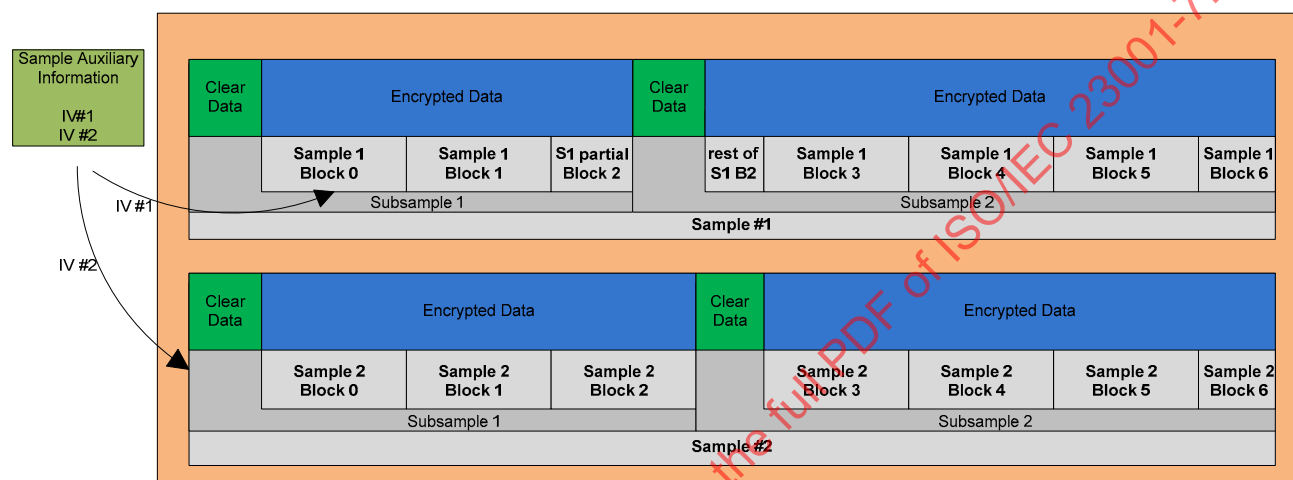 Sample Auxiliary
Information
IV#1
IV #2
IV #1
IV #2
Clear
Data
Encrypted Data
Clear
Data
Encrypted Data
Sample 1
Block 0
Sample 1
Block 1
S1 partial
Block 2
rest of
S1 B2
Sample 1
Block 3
Sample 1
Block 4
Sample 1
Block 5
Sample 1
Block 6
Subsample 1
Subsample 2
Sample #1
Clear
Data
Encrypted Data
Clear
Data
Encrypted Data
Sample 2
Block 0
Sample 2
Block 1
Sample 2
Block 2
Sample 2
Block 3
Sample 2
Block 4
Sample 2
Block 5
Sample 2
Block 6
Subsample 1
Subsample 2
Sample #2
the full PDF of ISO/IEC 23001-7